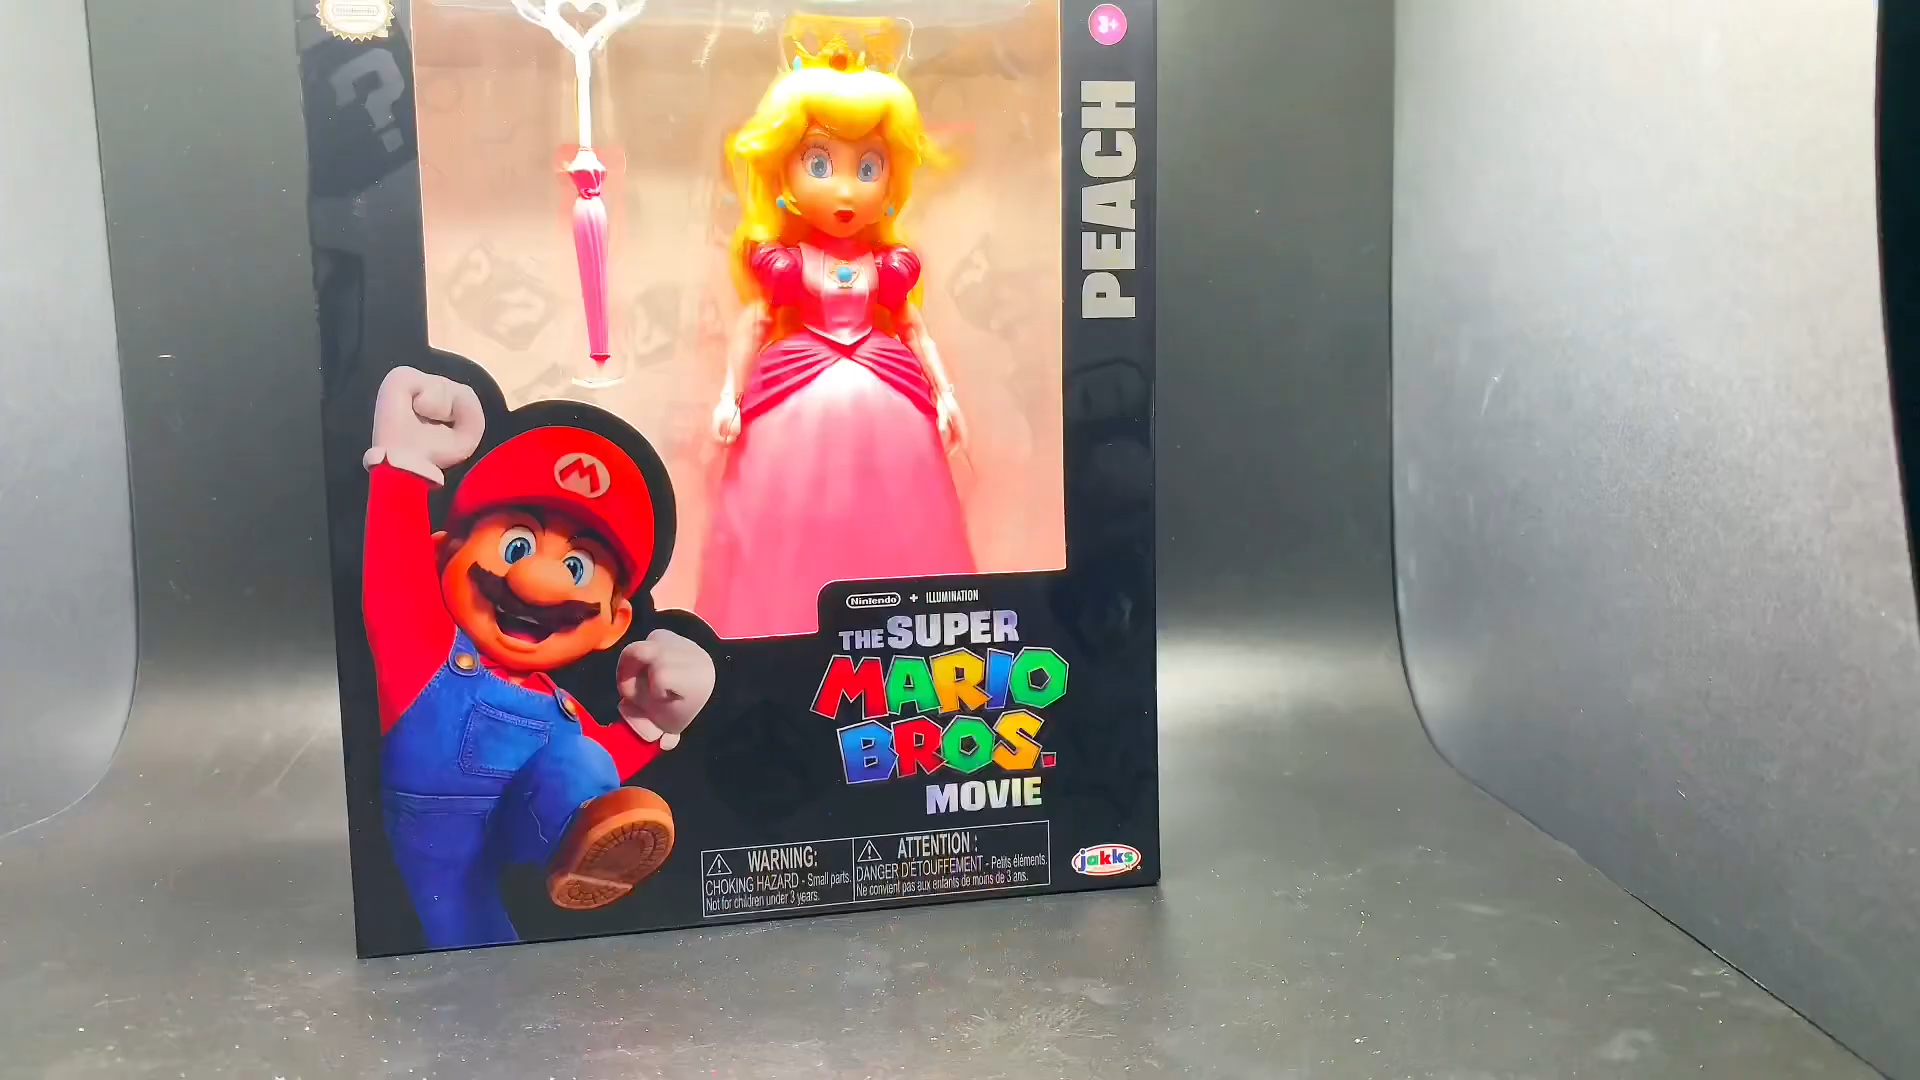 Nintendo
3+
PEACH
M
Nintendo + ILLUMINATION
THE SUPER
MARIO
BROS.
MOVIE
WARNING:
CHOKING HAZARD - Small parts.
Not for children under 3 years.
ATTENTION :
DANGER D'ÉTOUFFEMENT - Petits éléments.
Ne convient pas aux enfants de moins de 3 ans.
jakks